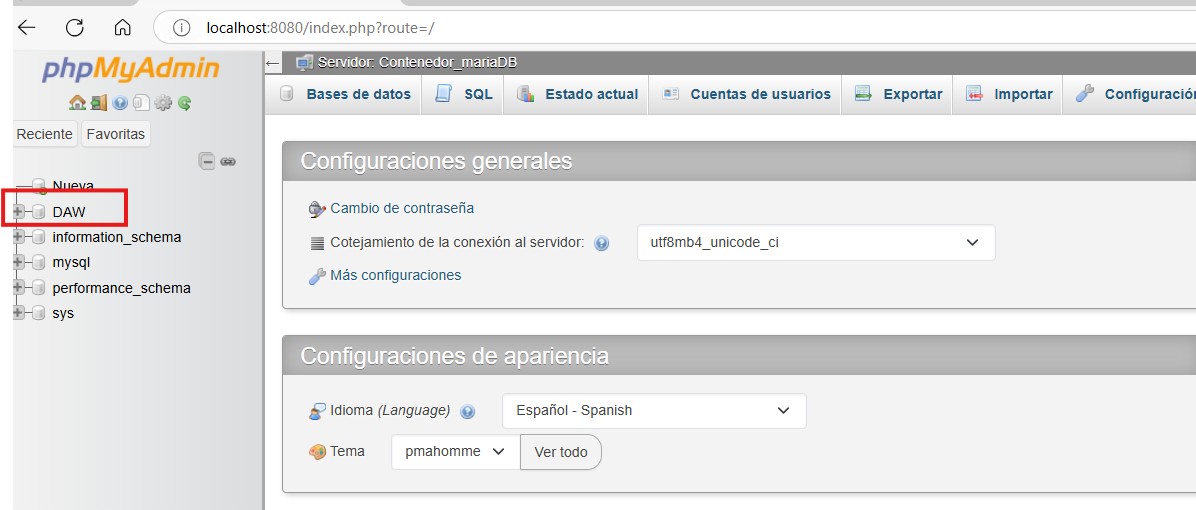 localhost:8080/index.php?route=/
phpMyAdmin
Servidor: Contenedor_mariaDB
Bases de datos SQL Estado actual Cuentas de usuarios Exportar Importar Configuración
Reciente Favoritas
Nueva
DAW
information_schema
mysql
performance_schema
sys
Configuraciones generales
Cambio de contraseña
Cotejamiento de la conexión al servidor: utf8mb4_unicode_ci
Más configuraciones
Configuraciones de apariencia
Idioma (Language) Español - Spanish
Tema pmahomme Ver todo